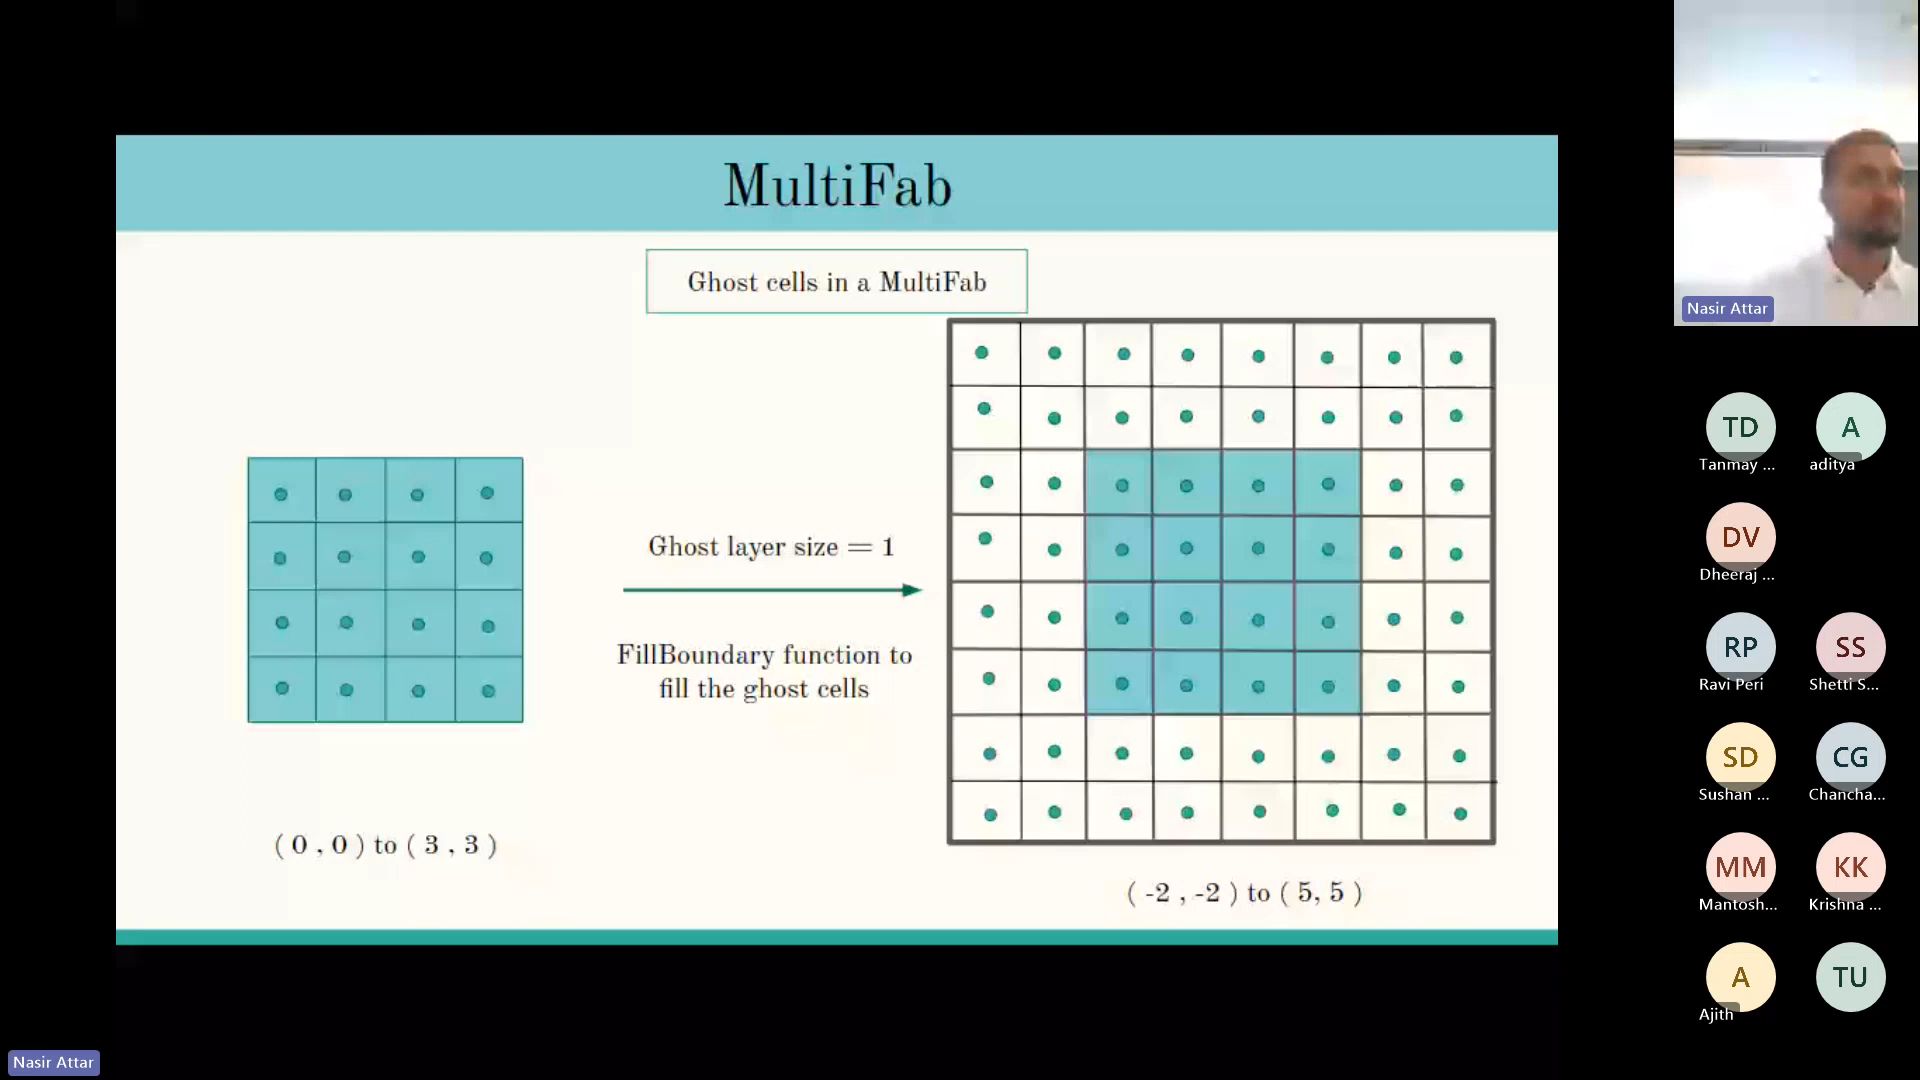 MultiFab
Ghost cells in a MultiFab
Ghost layer size = 1
FillBoundary function to
fill the ghost cells
( 0 , 0 ) to ( 3 , 3 )
( -2 , -2 ) to ( 5, 5 )
Nasir Attar
TD
A
Tanmay ...
aditya
DV
Dheeraj ...
RP
SS
Ravi Peri
Shetti S...
SD
CG
Sushan ...
Chancha...
MM
KK
Mantosh...
Krishna ...
A
TU
Ajith
Nasir Attar